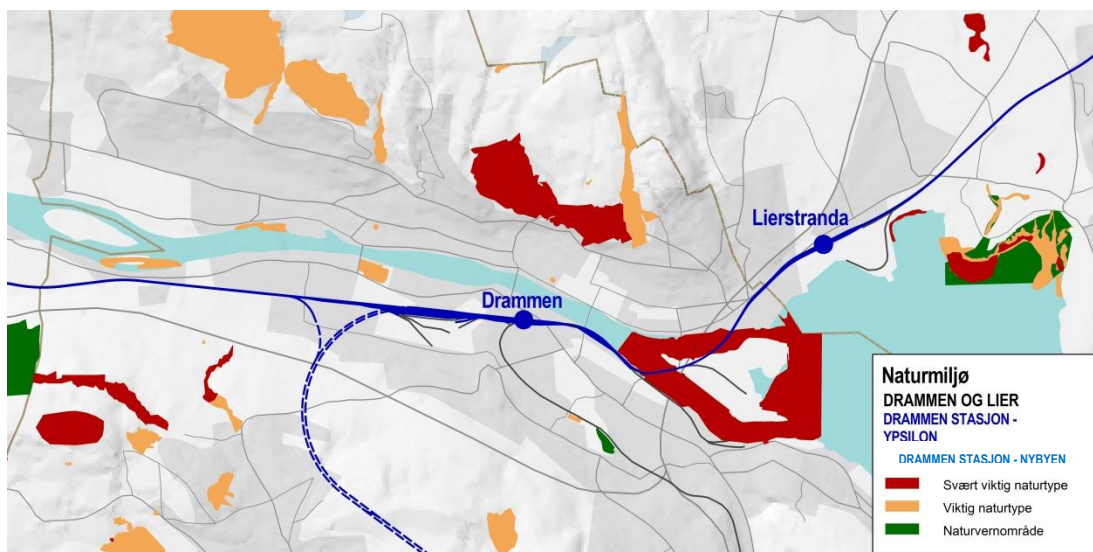 Lierstranda
Drammen
Naturmiljø
DRAMMEN OG LIER
DRAMMEN STASJON -
YPSILON
DRAMMEN STASJON - NYBYEN
Svært viktig naturtype
Viktig naturtype
Naturvernområde